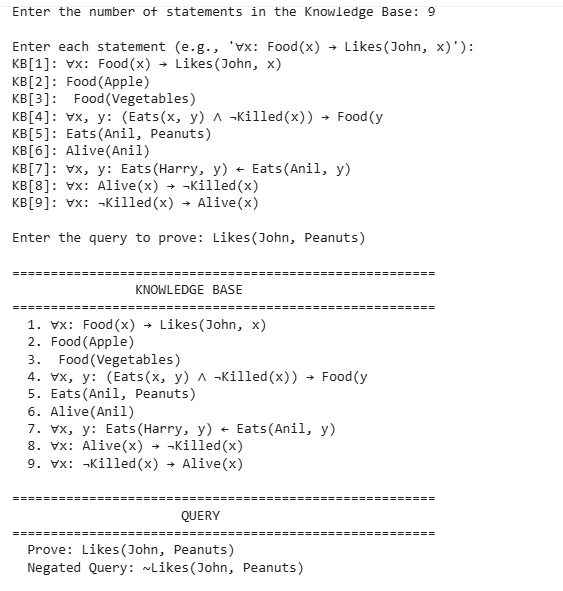 Enter the number of statements in the Knowledge Base: 9
Enter each statement (e.g., '∀x: Food(x) → Likes(John, x)'):
KB[1]: ∀x: Food(x) → Likes(John, x)
KB[2]: Food(Apple)
KB[3]:  Food(Vegetables)
KB[4]: ∀x, y: (Eats(x, y) ∧ ¬Killed(x)) → Food(y
KB[5]: Eats(Anil, Peanuts)
KB[6]: Alive(Anil)
KB[7]: ∀x, y: Eats(Harry, y) ← Eats(Anil, y)
KB[8]: ∀x: Alive(x) → ¬Killed(x)
KB[9]: ∀x: ¬Killed(x) → Alive(x)
Enter the query to prove: Likes(John, Peanuts)
=======================================================
KNOWLEDGE BASE
=======================================================
1. ∀x: Food(x) → Likes(John, x)
2. Food(Apple)
3.  Food(Vegetables)
4. ∀x, y: (Eats(x, y) ∧ ¬Killed(x)) → Food(y
5. Eats(Anil, Peanuts)
6. Alive(Anil)
7. ∀x, y: Eats(Harry, y) ← Eats(Anil, y)
8. ∀x: Alive(x) → ¬Killed(x)
9. ∀x: ¬Killed(x) → Alive(x)
=======================================================
QUERY
=======================================================
Prove: Likes(John, Peanuts)
Negated Query: ~Likes(John, Peanuts)